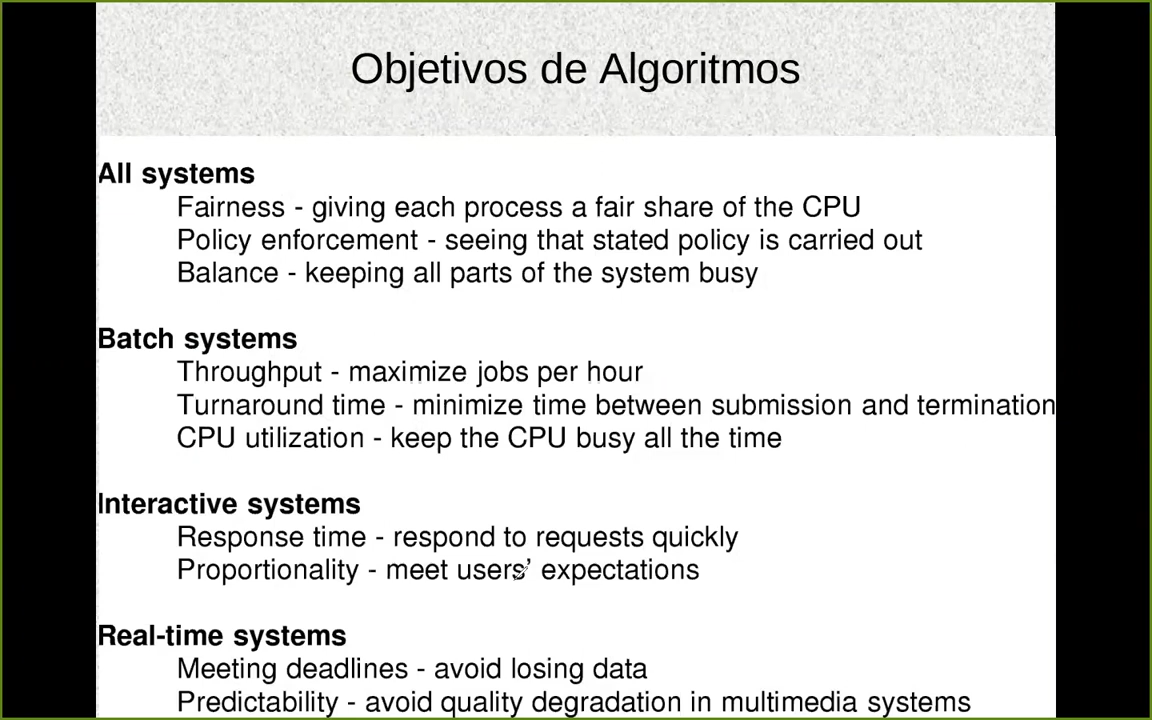 Objetivos de Algoritmos
All systems
Fairness - giving each process a fair share of the CPU
Policy enforcement - seeing that stated policy is carried out
Balance - keeping all parts of the system busy
Batch systems
Throughput - maximize jobs per hour
Turnaround time - minimize time between submission and termination
CPU utilization - keep the CPU busy all the time
Interactive systems
Response time - respond to requests quickly
Proportionality - meet users’ expectations
Real-time systems
Meeting deadlines - avoid losing data
Predictability - avoid quality degradation in multimedia systems